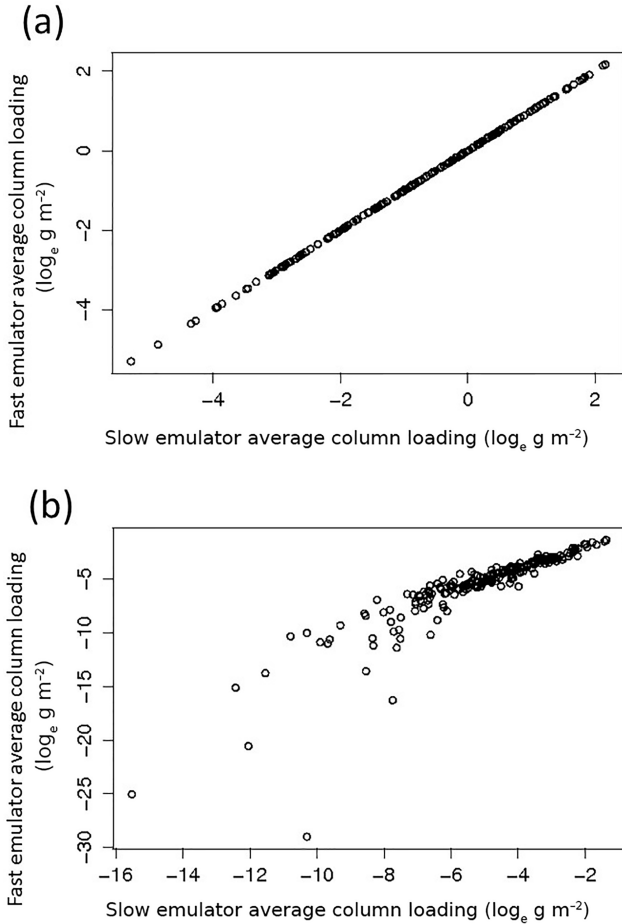 (a)
Fast emulator average column loading
(logₑ g m⁻²)
2
0
−2
−4
−4 −2 0 2
Slow emulator average column loading (logₑ g m⁻²)
(b)
Fast emulator average column loading
(logₑ g m⁻²)
−5
−10
−15
−20
−25
−30
−16 −14 −12 −10 −8 −6 −4 −2
Slow emulator average column loading (logₑ g m⁻²)